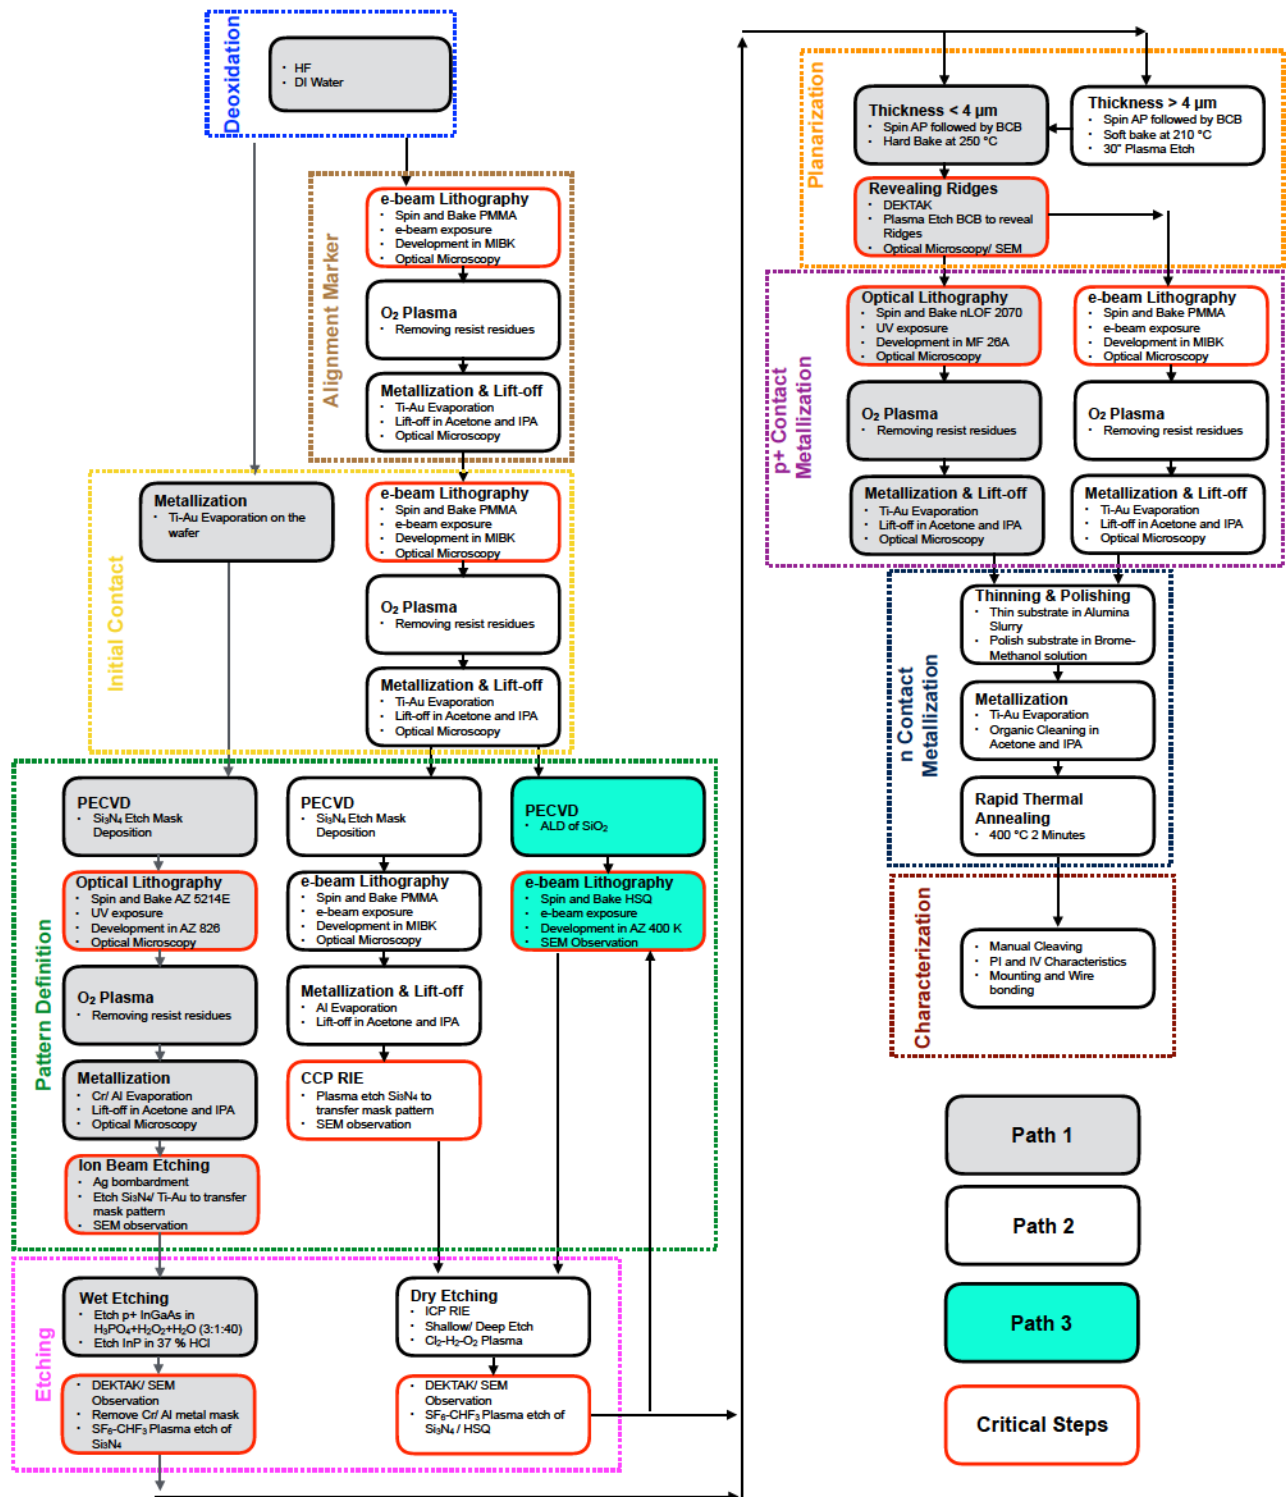 Deoxidation
HF
DI Water
Alignment Marker
e-beam Lithography
Spin and Bake PMMA
e-beam exposure
Development in MIBK
Optical Microscopy
O₂ Plasma
Removing resist residues
Metallization & Lift-off
Ti-Au Evaporation
Lift-off in Acetone and IPA
Optical Microscopy
Initial Contact
Metallization
Ti-Au Evaporation on the
wafer
e-beam Lithography
Spin and Bake PMMA
e-beam exposure
Development in MIBK
Optical Microscopy
O₂ Plasma
Removing resist residues
Metallization & Lift-off
Ti-Au Evaporation
Lift-off in Acetone and IPA
Optical Microscopy
Pattern Definition
PECVD
Si₃N₄ Etch Mask
Deposition
Optical Lithography
Spin and Bake AZ 5214E
UV exposure
Development in AZ 826
Optical Microscopy
O₂ Plasma
Removing resist residues
Metallization
Cr/ Al Evaporation
Lift-off in Acetone and IPA
Optical Microscopy
Ion Beam Etching
Ag bombardment
Etch Si₃N₄/ Ti-Au to transfer
mask pattern
SEM observation
PECVD
Si₃N₄ Etch Mask
Deposition
e-beam Lithography
Spin and Bake PMMA
e-beam exposure
Development in MIBK
Optical Microscopy
Metallization & Lift-off
Al Evaporation
Lift-off in Acetone and IPA
CCP RIE
Plasma etch Si₃N₄ to
transfer mask pattern
SEM observation
PECVD
ALD of SiO₂
e-beam Lithography
Spin and Bake HSQ
e-beam exposure
Development in AZ 400 K
SEM Observation
Etching
Wet Etching
Etch p+ InGaAs in
H₃PO₄+H₂O₂+H₂O (3:1:40)
Etch InP in 37 % HCl
DEKTAK/ SEM
Observation
Remove Cr/ Al metal mask
SF₆-CHF₃ Plasma etch of
Si₃N₄
Dry Etching
ICP RIE
Shallow/ Deep Etch
Cl₂-H₂-O₂ Plasma
DEKTAK/ SEM
Observation
SF₆-CHF₃ Plasma etch of
Si₃N₄ / HSQ
Planarization
Thickness < 4 µm
Spin AP followed by BCB
Hard Bake at 250 °C
Thickness > 4 µm
Spin AP followed by BCB
Soft bake at 210 °C
30" Plasma Etch
Revealing Ridges
DEKTAK
Plasma Etch BCB to reveal
Ridges
Optical Microscopy/ SEM
p+ Contact
Metallization
Optical Lithography
Spin and Bake nLOF 2070
UV exposure
Development in MF 26A
Optical Microscopy
O₂ Plasma
Removing resist residues
Metallization & Lift-off
Ti-Au Evaporation
Lift-off in Acetone and IPA
Optical Microscopy
e-beam Lithography
Spin and Bake PMMA
e-beam exposure
Development in MIBK
Optical Microscopy
O₂ Plasma
Removing resist residues
Metallization & Lift-off
Ti-Au Evaporation
Lift-off in Acetone and IPA
Optical Microscopy
n Contact
Metallization
Thinning & Polishing
Thin substrate in Alumina
Slurry
Polish substrate in Brome-
Methanol solution
Metallization
Ti-Au Evaporation
Organic Cleaning in
Acetone and IPA
Rapid Thermal
Annealing
400 °C 2 Minutes
Characterization
Manual Cleaving
PI and IV Characteristics
Mounting and Wire
bonding
Path 1
Path 2
Path 3
Critical Steps